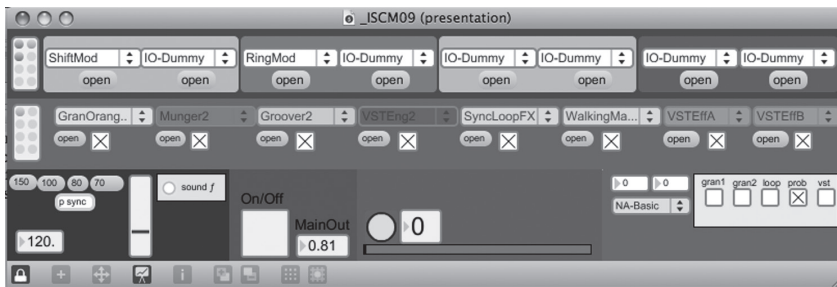 _ISCM09 (presentation)
ShiftMod IO-Dummy RingMod IO-Dummy IO-Dummy IO-Dummy IO-Dummy IO-Dummy
open open open open open open open open
GranOrang.. Munger2 Groover2 VSTEng2 SyncLoopFX WalkingMa... VSTEffA VSTEffB
open open open open open open open open
150 100 80 70 sound f 0 0 gran1 gran2 loop prob vst
p sync On/Off NA-Basic
MainOut 0
120. 0.81